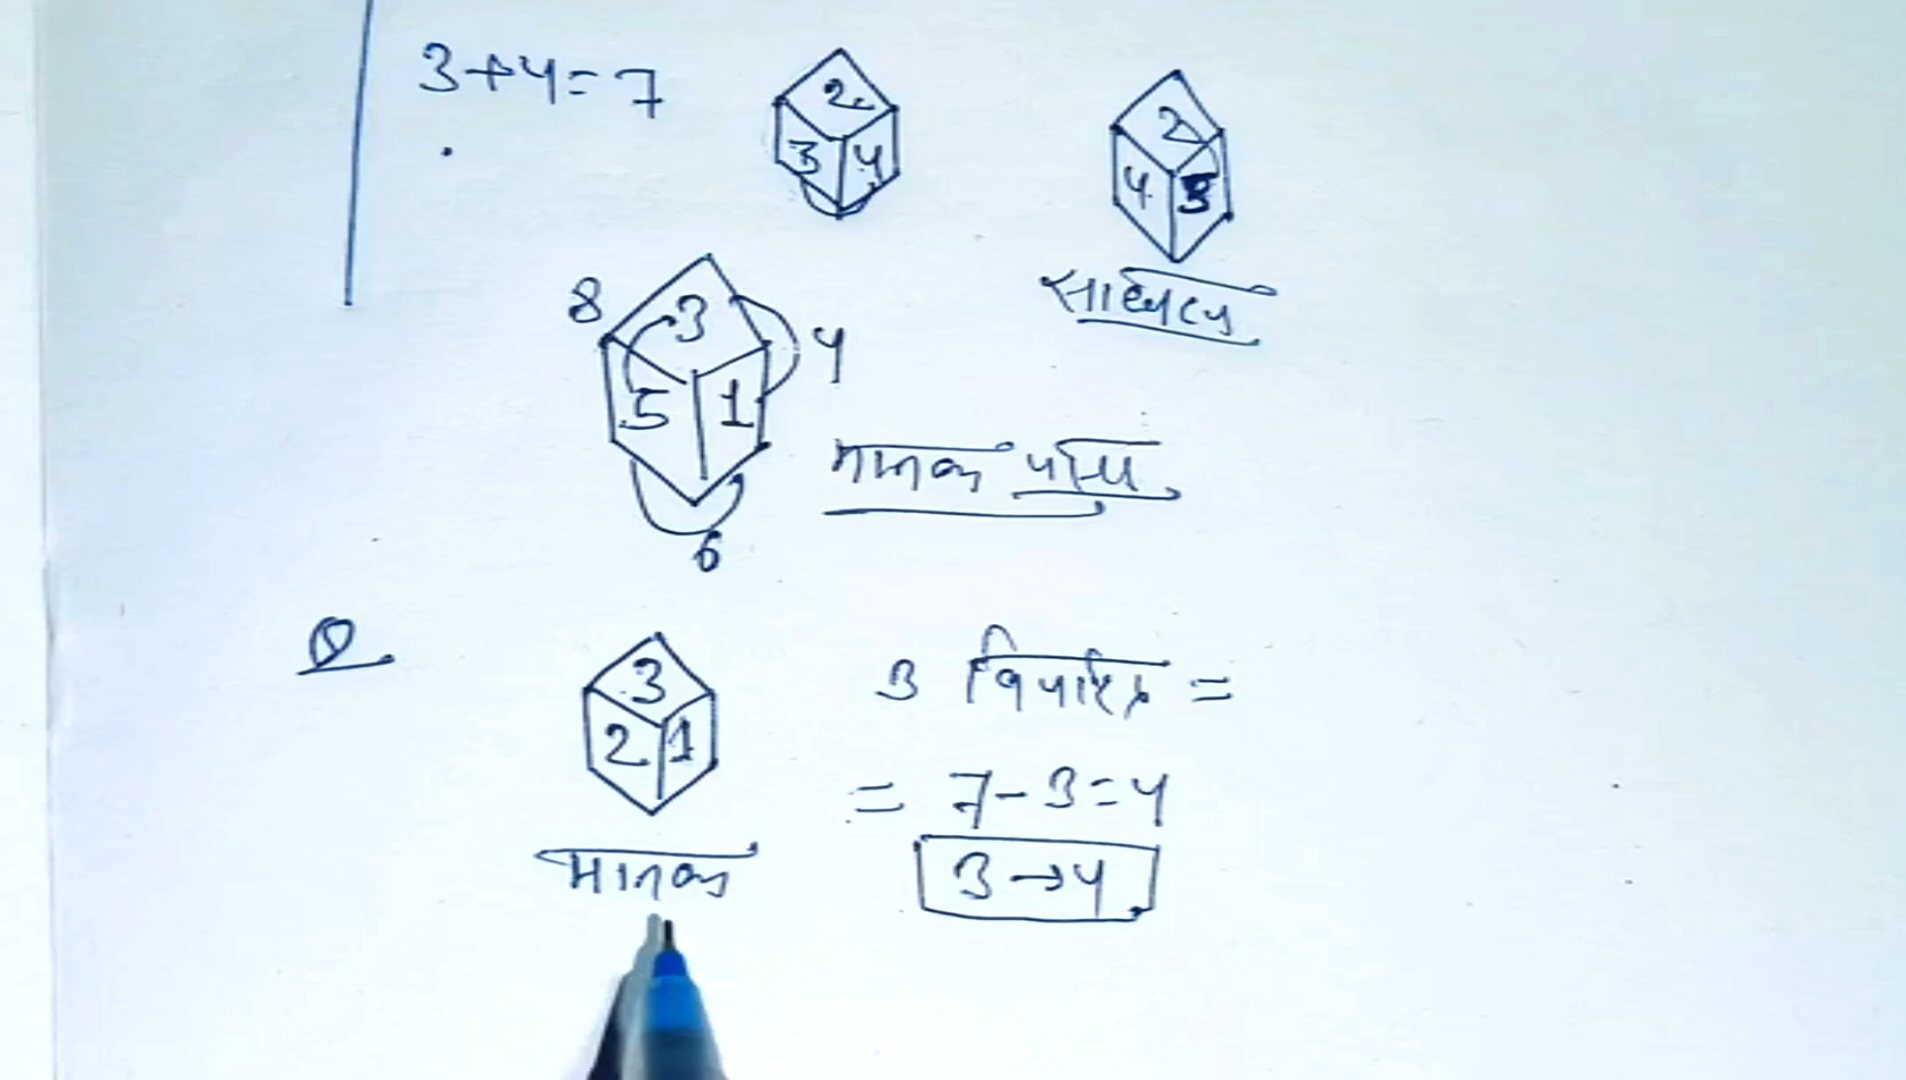 3+4=7
2
3 4
2
4 3
साधारण
8
3
4
5 1
मानक पासा
6
Q
3
2 1
3 विपरित =
= 7-3=4
मानक
3→4